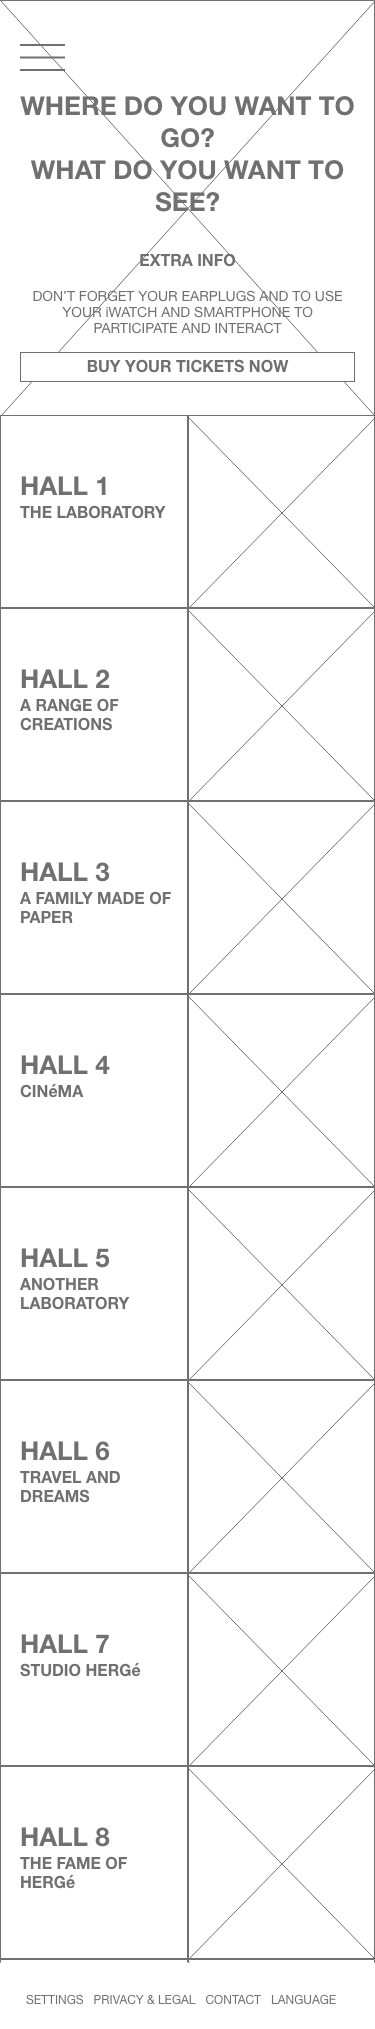 WHERE DO YOU WANT TO
GO?
WHAT DO YOU WANT TO
SEE?
EXTRA INFO
DON'T FORGET YOUR EARPLUGS AND TO USE
YOUR iWATCH AND SMARTPHONE TO
PARTICIPATE AND INTERACT
BUY YOUR TICKETS NOW
HALL 1
THE LABORATORY
HALL 2
A RANGE OF
CREATIONS
HALL 3
A FAMILY MADE OF
PAPER
HALL 4
CINéMA
HALL 5
ANOTHER
LABORATORY
HALL 6
TRAVEL AND
DREAMS
HALL 7
STUDIO HERGé
HALL 8
THE FAME OF
HERGé
SETTINGS PRIVACY & LEGAL CONTACT LANGUAGE